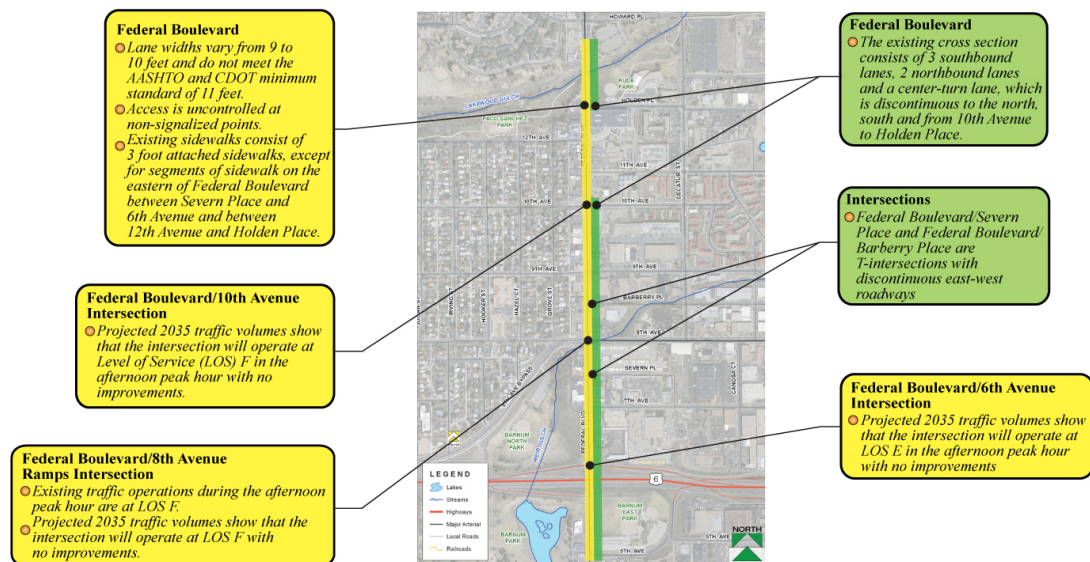 Federal Boulevard
Lane widths vary from 9 to
10 feet and do not meet the
AASHTO and CDOT minimum
standard of 11 feet.
Access is uncontrolled at
non-signalized points.
Existing sidewalks consist of
3 foot attached sidewalks, except
for segments of sidewalk on the
eastern of Federal Boulevard
between Severn Place and
6th Avenue and between
12th Avenue and Holden Place.
Federal Boulevard/10th Avenue
Intersection
Projected 2035 traffic volumes show
that the intersection will operate at
Level of Service (LOS) F in the
afternoon peak hour with no
improvements.
Federal Boulevard/8th Avenue
Ramps Intersection
Existing traffic operations during the afternoon
peak hour are at LOS F.
Projected 2035 traffic volumes show that the
intersection will operate at LOS F with
no improvements.
HOWARD PL
RUDE
PARK
LAKEWOOD GULCH
HOLDEN PL
PACO SANCHEZ
PARK
12TH AVE
11TH AVE
DECATUR ST
10TH AVE
10TH AVE
9TH AVE
9TH AVE
IRVING ST
HOOKER ST
HAZEL CT
GROVE ST
BARBERRY PL
8TH AVE
SEVERN PL
CANOSA CT
7TH AVE
BARNUM
NORTH
PARK
WEIR GULCH
FEDERAL BLVD
6
BARNUM
EAST PARK
BARNUM
PARK
5TH AVE
5TH AVE
LEGEND
Lakes
Streams
Highways
Major Arterial
Local Roads
Railroads
NORTH
Federal Boulevard
The existing cross section
consists of 3 southbound
lanes, 2 northbound lanes
and a center-turn lane, which
is discontinuous to the north,
south and from 10th Avenue
to Holden Place.
Intersections
Federal Boulevard/Severn
Place and Federal Boulevard/
Barberry Place are
T-intersections with
discontinuous east-west
roadways
Federal Boulevard/6th Avenue
Intersection
Projected 2035 traffic volumes show
that the intersection will operate at
LOS E in the afternoon peak hour
with no improvements